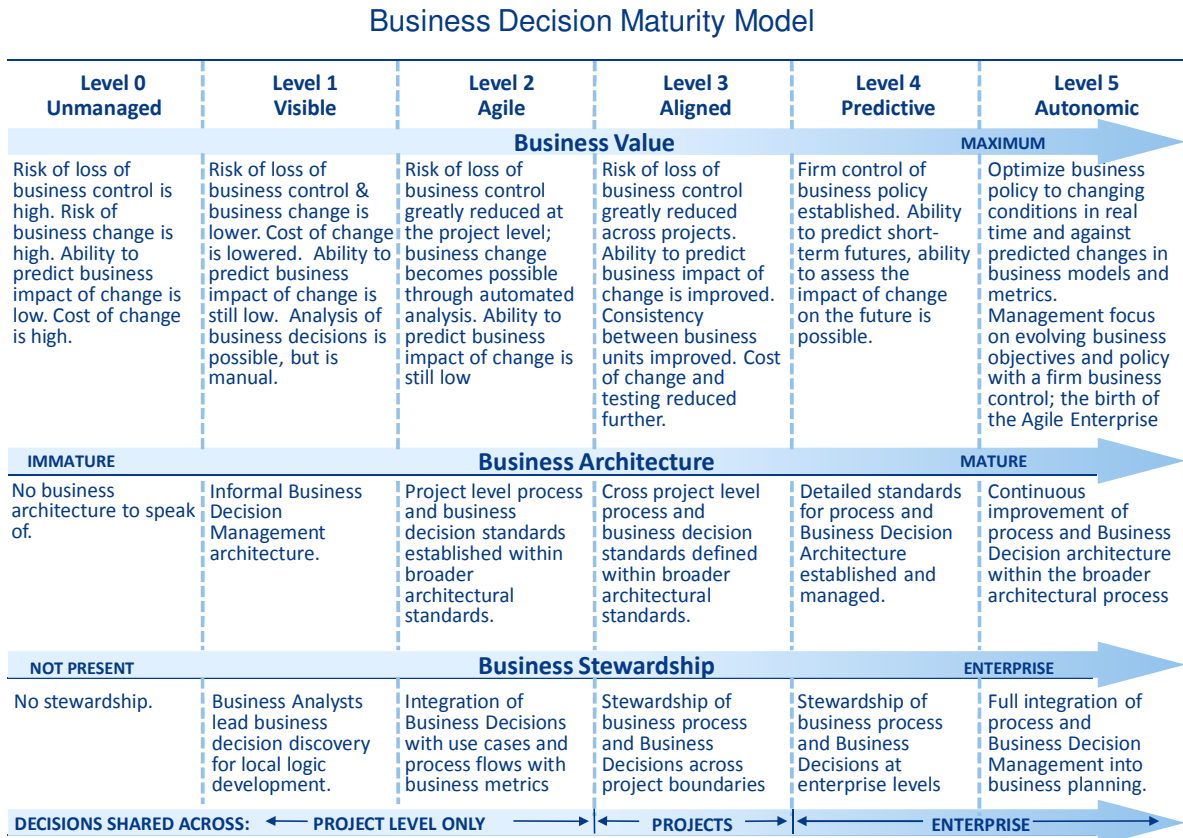 Business Decision Maturity Model
Level 0
Unmanaged
Level 1
Visible
Level 2
Agile
Level 3
Aligned
Level 4
Predictive
Level 5
Autonomic
Business Value
MAXIMUM
Risk of loss of
business control is
high. Risk of
business change is
high. Ability to
predict business
impact of change is
low. Cost of change
is high.
Risk of loss of
business control &
business change is
lower. Cost of change
is lowered. Ability to
predict business
impact of change is
still low. Analysis of
business decisions is
possible, but is
manual.
Risk of loss of
business control
greatly reduced at
the project level;
business change
becomes possible
through automated
analysis. Ability to
predict business
impact of change is
still low
Risk of loss of
business control
greatly reduced
across projects.
Ability to predict
business impact of
change is improved.
Consistency
between business
units improved. Cost
of change and
testing reduced
further.
Firm control of
business policy
established. Ability
to predict short-
term futures, ability
to assess the
impact of change
on the future is
possible.
Optimize business
policy to changing
conditions in real
time and against
predicted changes in
business models and
metrics.
Management focus
on evolving business
objectives and policy
with a firm business
control; the birth of
the Agile Enterprise
IMMATURE
Business Architecture
MATURE
No business
architecture to speak
of.
Informal Business
Decision
Management
architecture.
Project level process
and business
decision standards
established within
broader
architectural
standards.
Cross project level
process and
business decision
standards defined
within broader
architectural
standards.
Detailed standards
for process and
Business Decision
Architecture
established and
managed.
Continuous
improvement of
process and Business
Decision architecture
within the broader
architectural process
NOT PRESENT
Business Stewardship
ENTERPRISE
No stewardship.
Business Analysts
lead business
decision discovery
for local logic
development.
Integration of
Business Decisions
with use cases and
process flows with
business metrics
Stewardship of
business process
and Business
Decisions across
project boundaries
Stewardship of
business process
and Business
Decisions at
enterprise levels
Full integration of
process and
Business Decision
Management into
business planning.
DECISIONS SHARED ACROSS:
PROJECT LEVEL ONLY
PROJECTS
ENTERPRISE